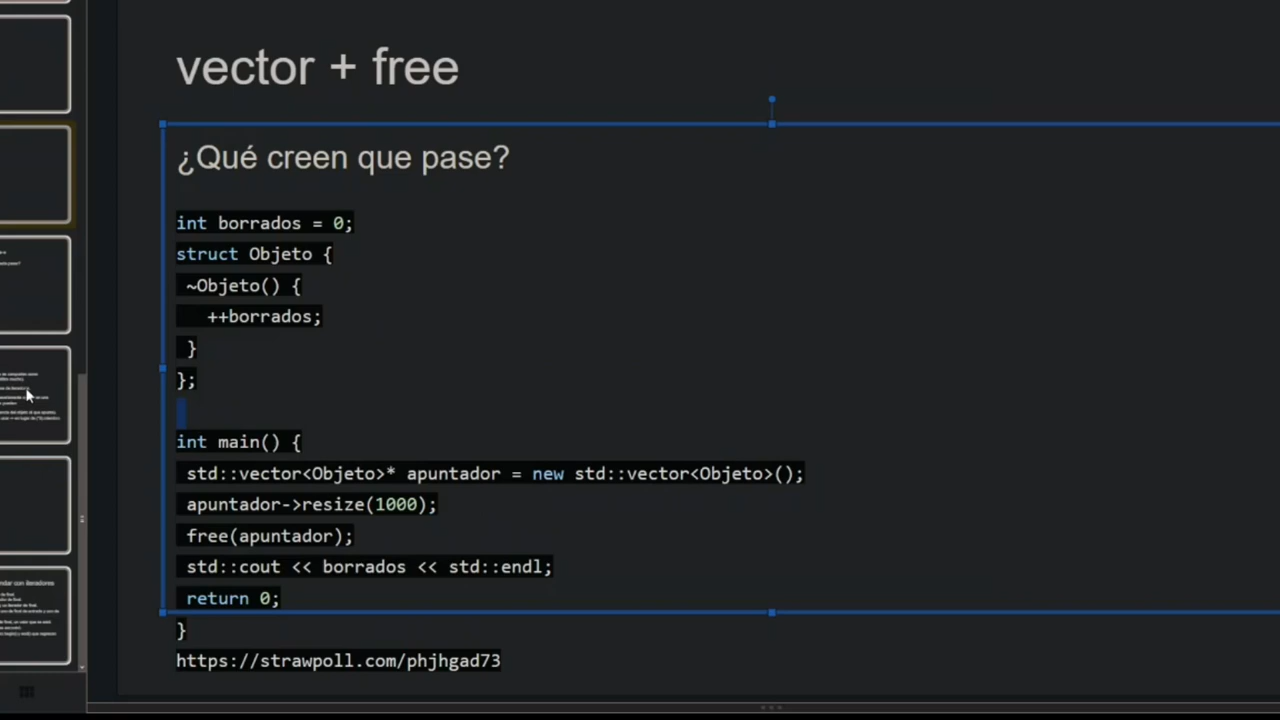 vector + free
¿Qué creen que pase?
int borrados = 0;
struct Objeto {
~Objeto() {
++borrados;
}
};
int main() {
std::vector<Objeto>* apuntador = new std::vector<Objeto>();
apuntador->resize(1000);
free(apuntador);
std::cout << borrados << std::endl;
return 0;
}
https://strawpoll.com/phjhgad73